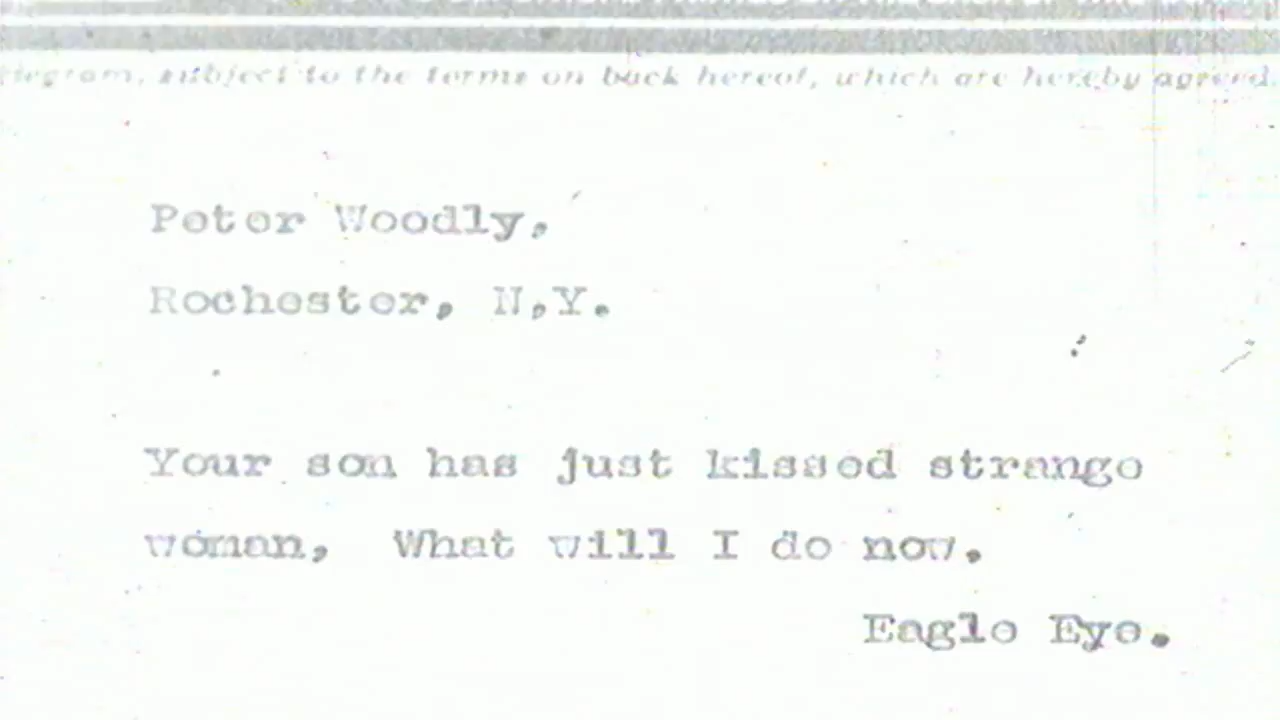 telegram, subject to the terms on back hereof, which are hereby agreed.
Peter Woodly,
Rochester, N,Y.
Your son has just kissed strange
woman, What will I do now.
Eagle Eye.